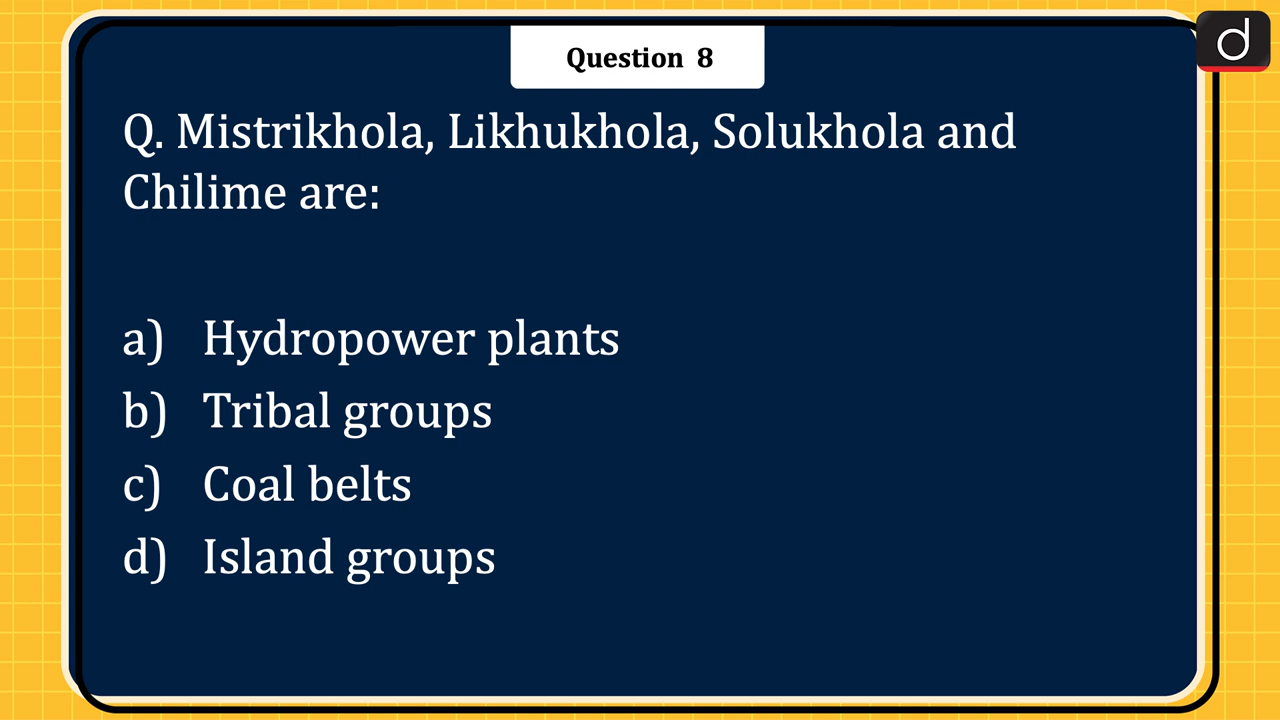 Question 8
d
Q. Mistrikhola, Likhukhola, Solukhola and
Chilime are:
a) Hydropower plants
b) Tribal groups
c) Coal belts
d) Island groups